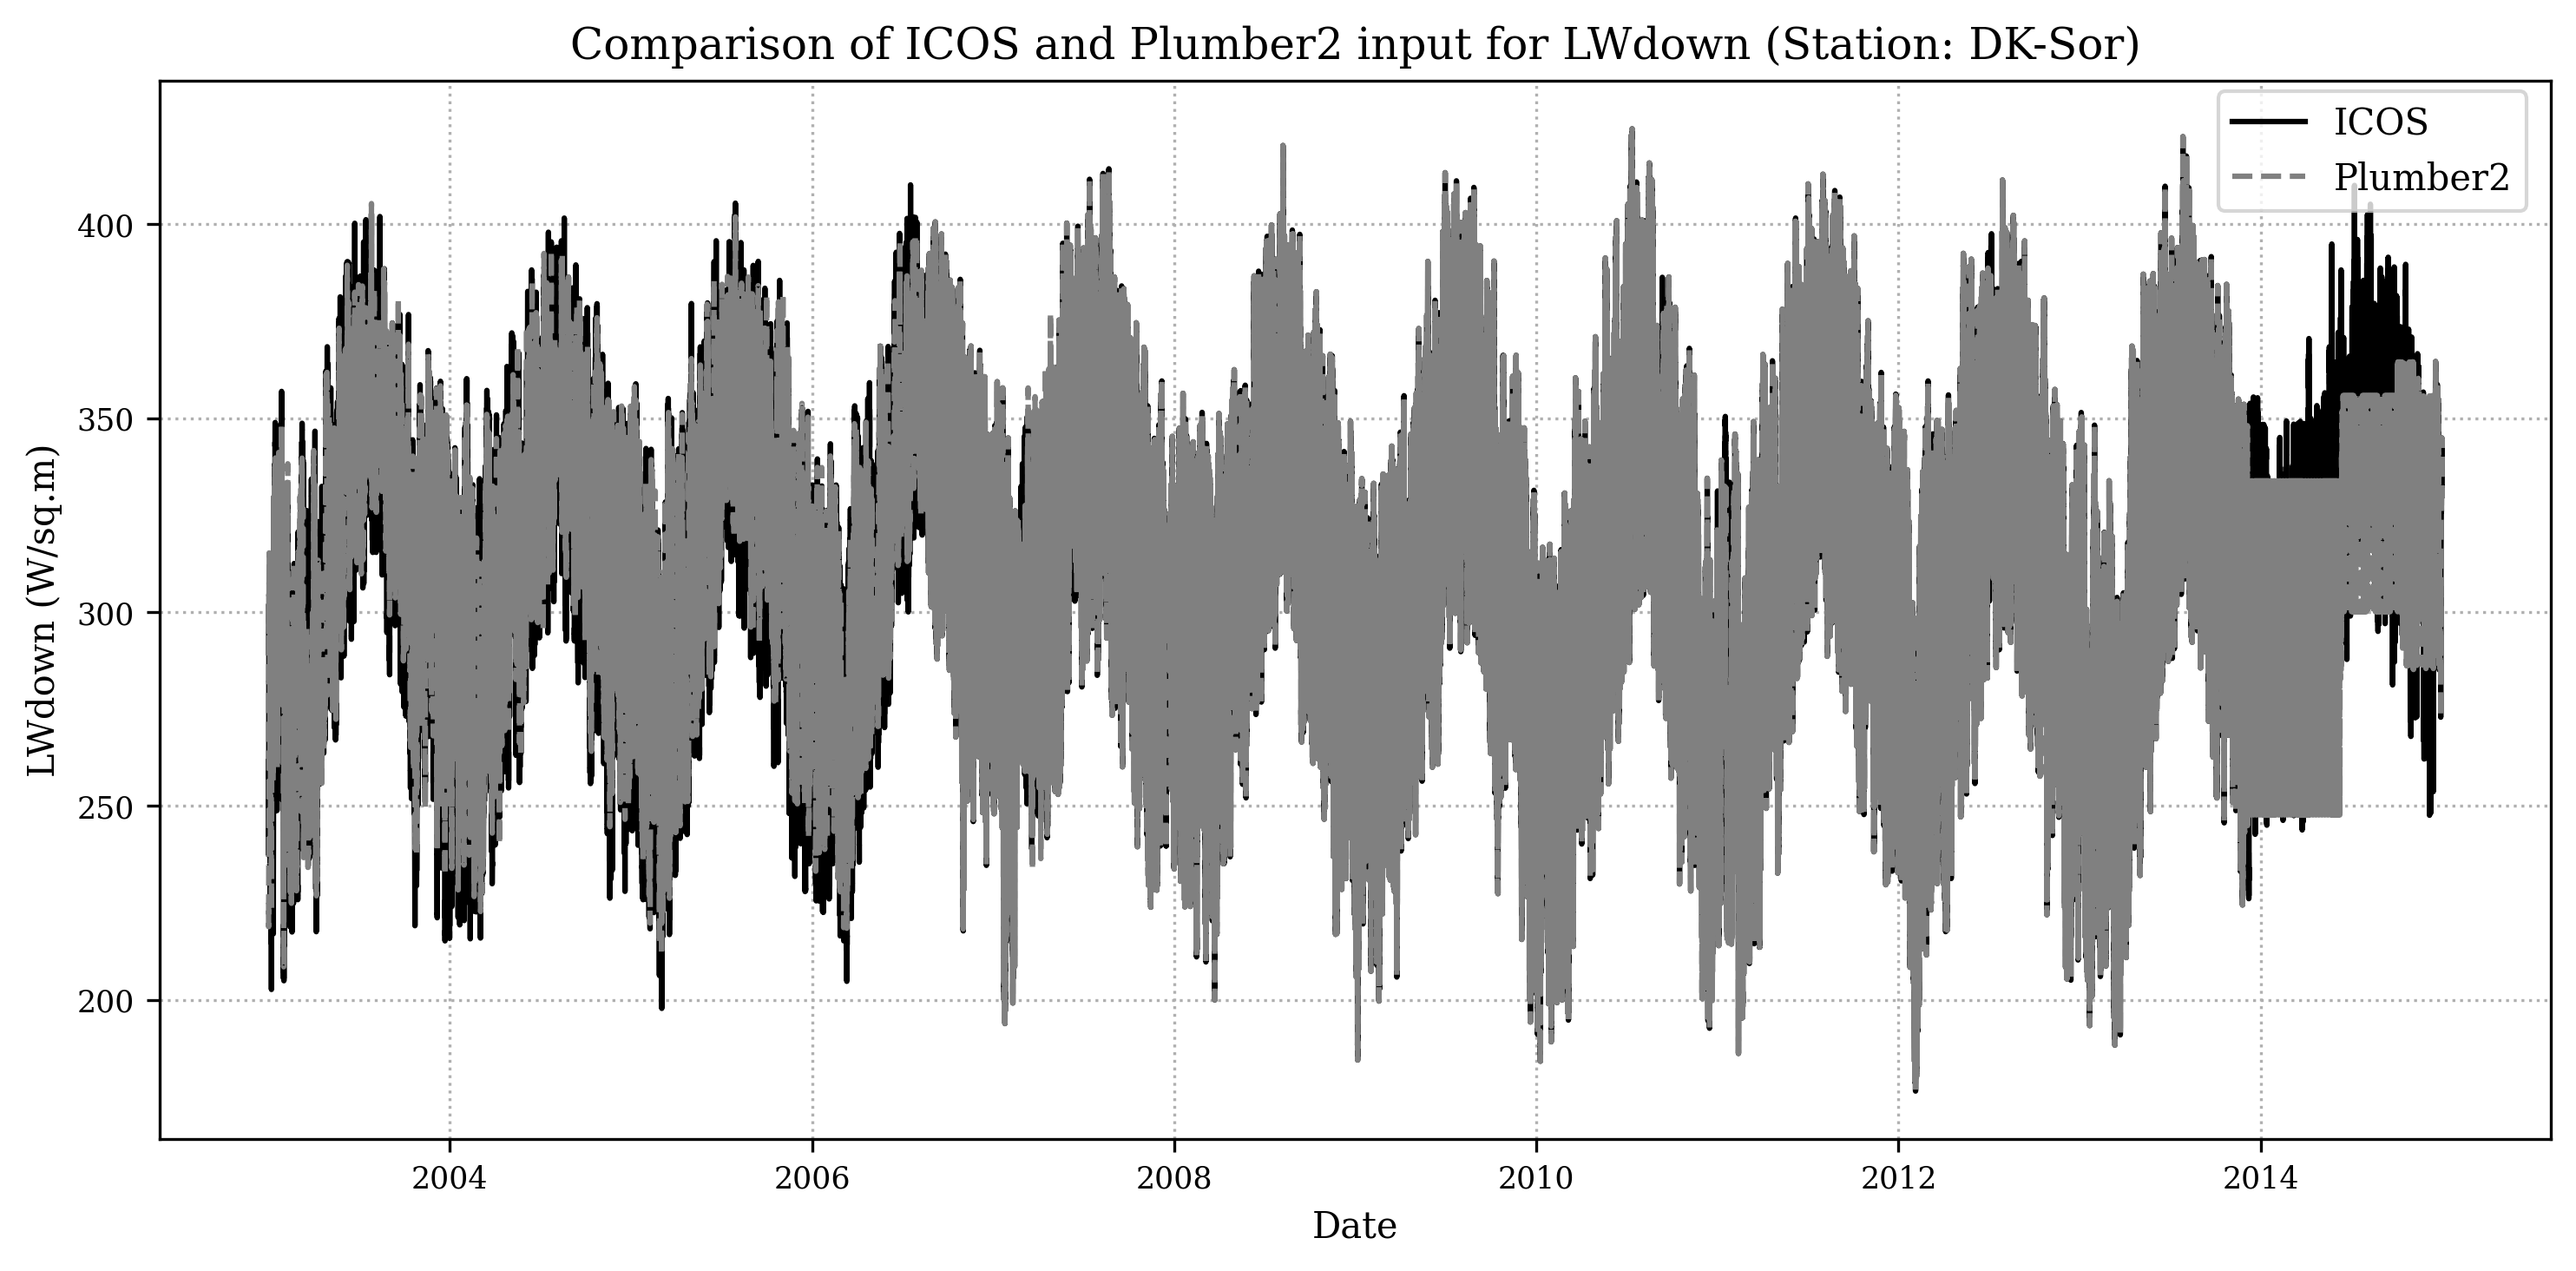 Comparison of ICOS and Plumber2 input for LWdown (Station: DK-Sor)
ICOS
Plumber2
LWdown (W/sq.m)
400
350
300
250
200
2004
2006
2008
2010
2012
2014
Date